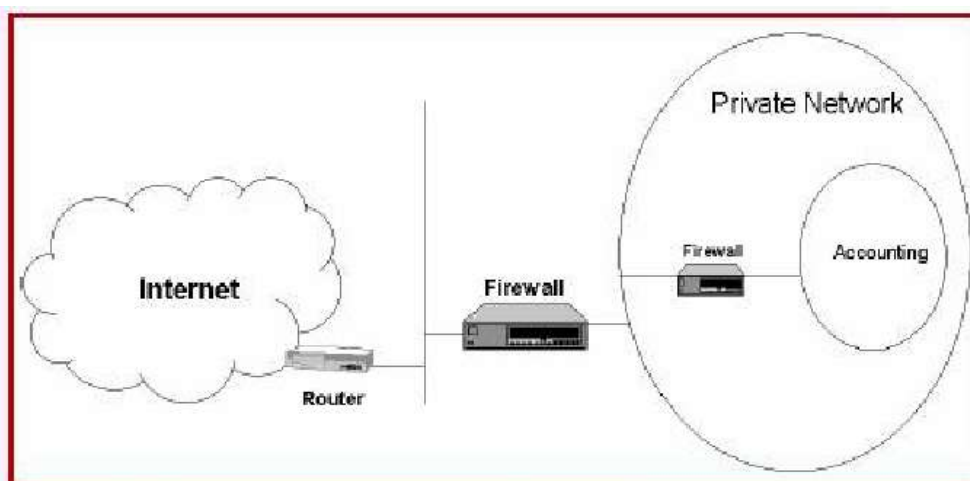 Private Network
Firewall
Accounting
Internet
Firewall
Router